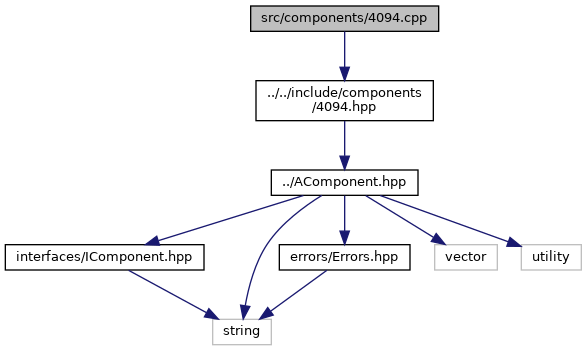 src/components/4094.cpp
../../include/components
/4094.hpp
../AComponent.hpp
interfaces/IComponent.hpp
errors/Errors.hpp
vector
utility
string